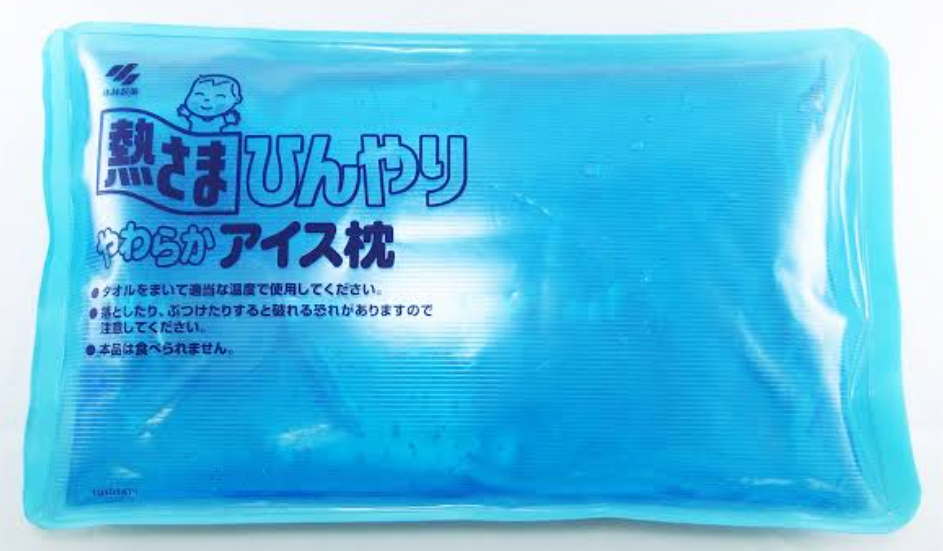 小林製薬
熱さまひんやり
やわらかアイス枕
●タオルをまいて適当な温度で使用してください。
●落としたり、ぶつけたりすると破れる恐れがありますので
注意してください。
●本品は食べられません。